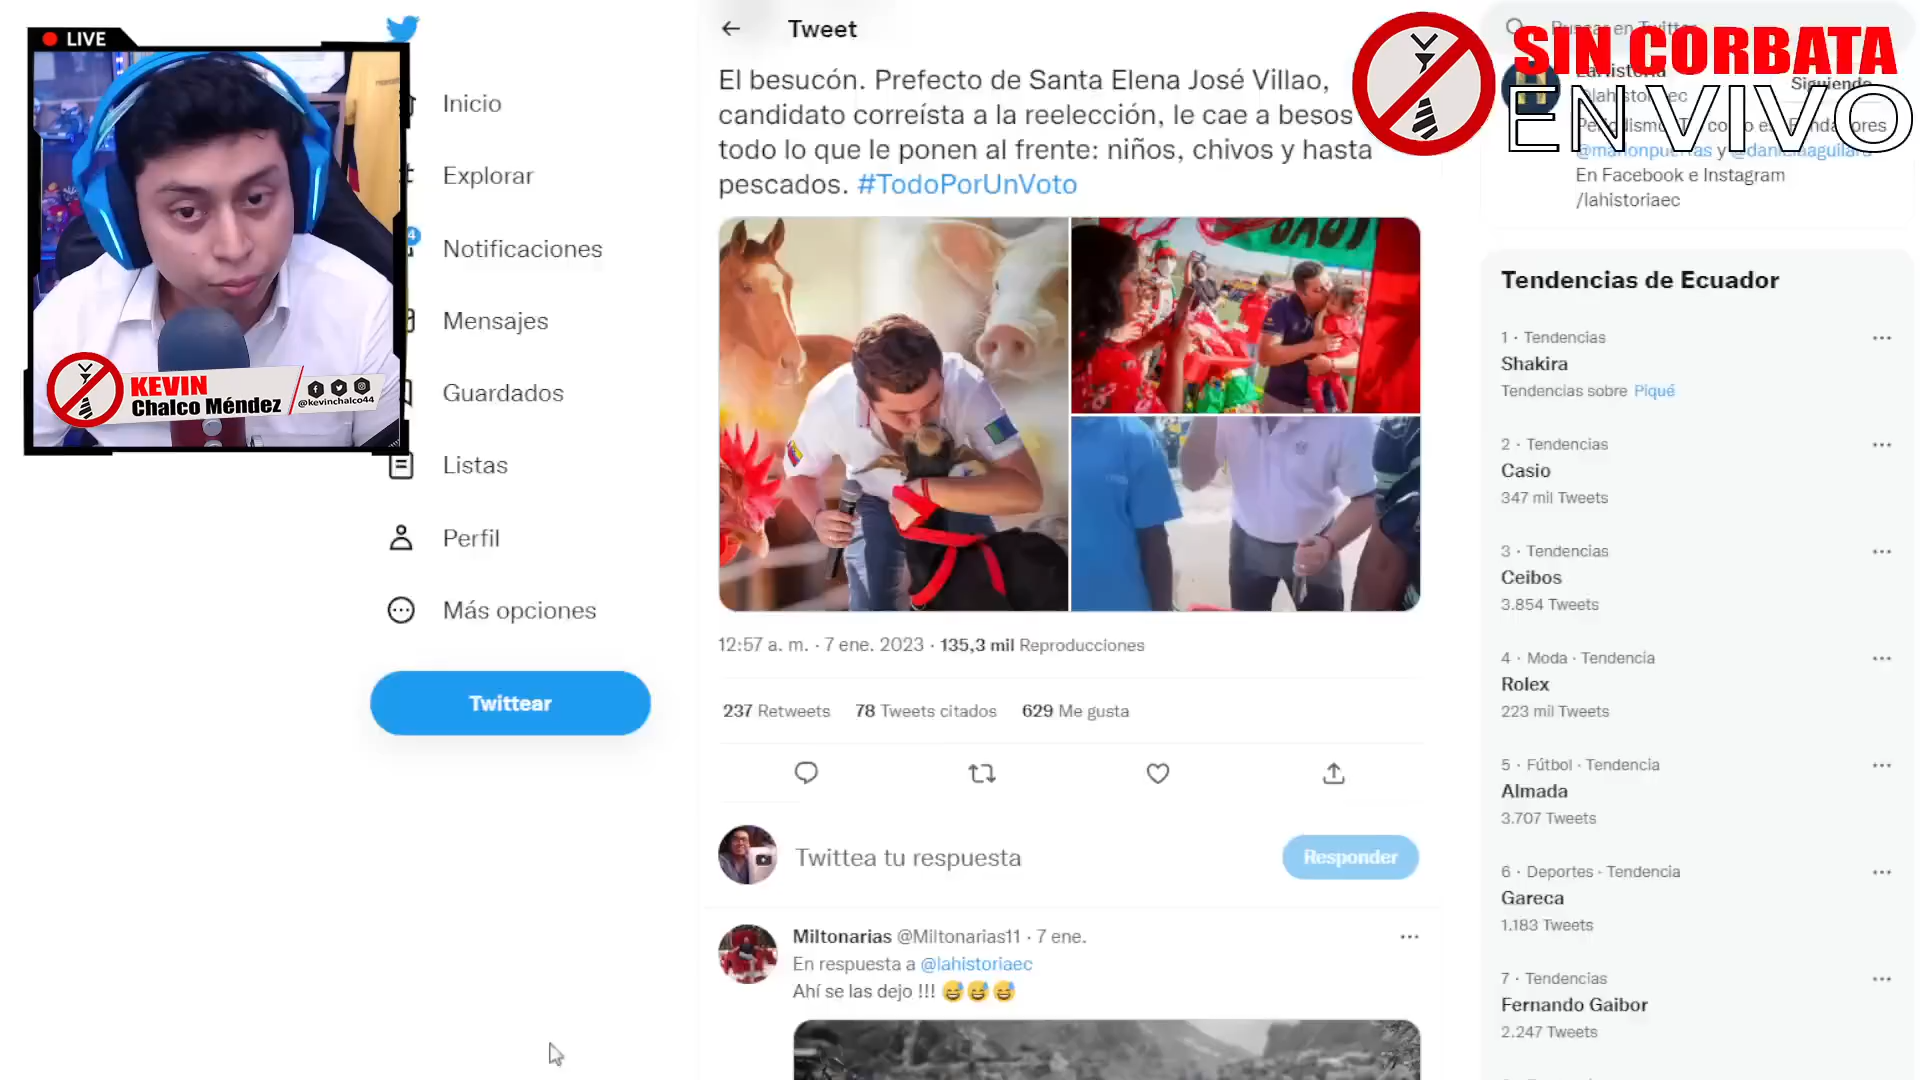 LIVE
KEVIN
Chalco Méndez
@kevinchalco44
Inicio
Explorar
4
Notificaciones
Mensajes
Guardados
Listas
Perfil
Más opciones
Twittear
Tweet
El besucón. Prefecto de Santa Elena José Villao,
candidato correísta a la reelección, le cae a besos
todo lo que le ponen al frente: niños, chivos y hasta
pescados. #TodoPorUnVoto
12:57 a. m. · 7 ene. 2023 · 135,3 mil Reproducciones
237 Retweets 78 Tweets citados 629 Me gusta
Twittea tu respuesta
Responder
Miltonarias @Miltonarias11 · 7 ene.
En respuesta a @lahistoriaec
Ahí se las dejo !!! 😅😅😅
SIN CORBATA
EN VIVO
Buscar en Twitter
LaHistoria
@lahistoriaec
Siguiendo
@marionpuertas y @danielaaguilarb
En Facebook e Instagram
/lahistoriaec
Tendencias de Ecuador
1 · Tendencias
Shakira
Tendencias sobre Piqué
2 · Tendencias
Casio
347 mil Tweets
3 · Tendencias
Ceibos
3.854 Tweets
4 · Moda · Tendencia
Rolex
223 mil Tweets
5 · Fútbol · Tendencia
Almada
3.707 Tweets
6 · Deportes · Tendencia
Gareca
1.183 Tweets
7 · Tendencias
Fernando Gaibor
2.247 Tweets